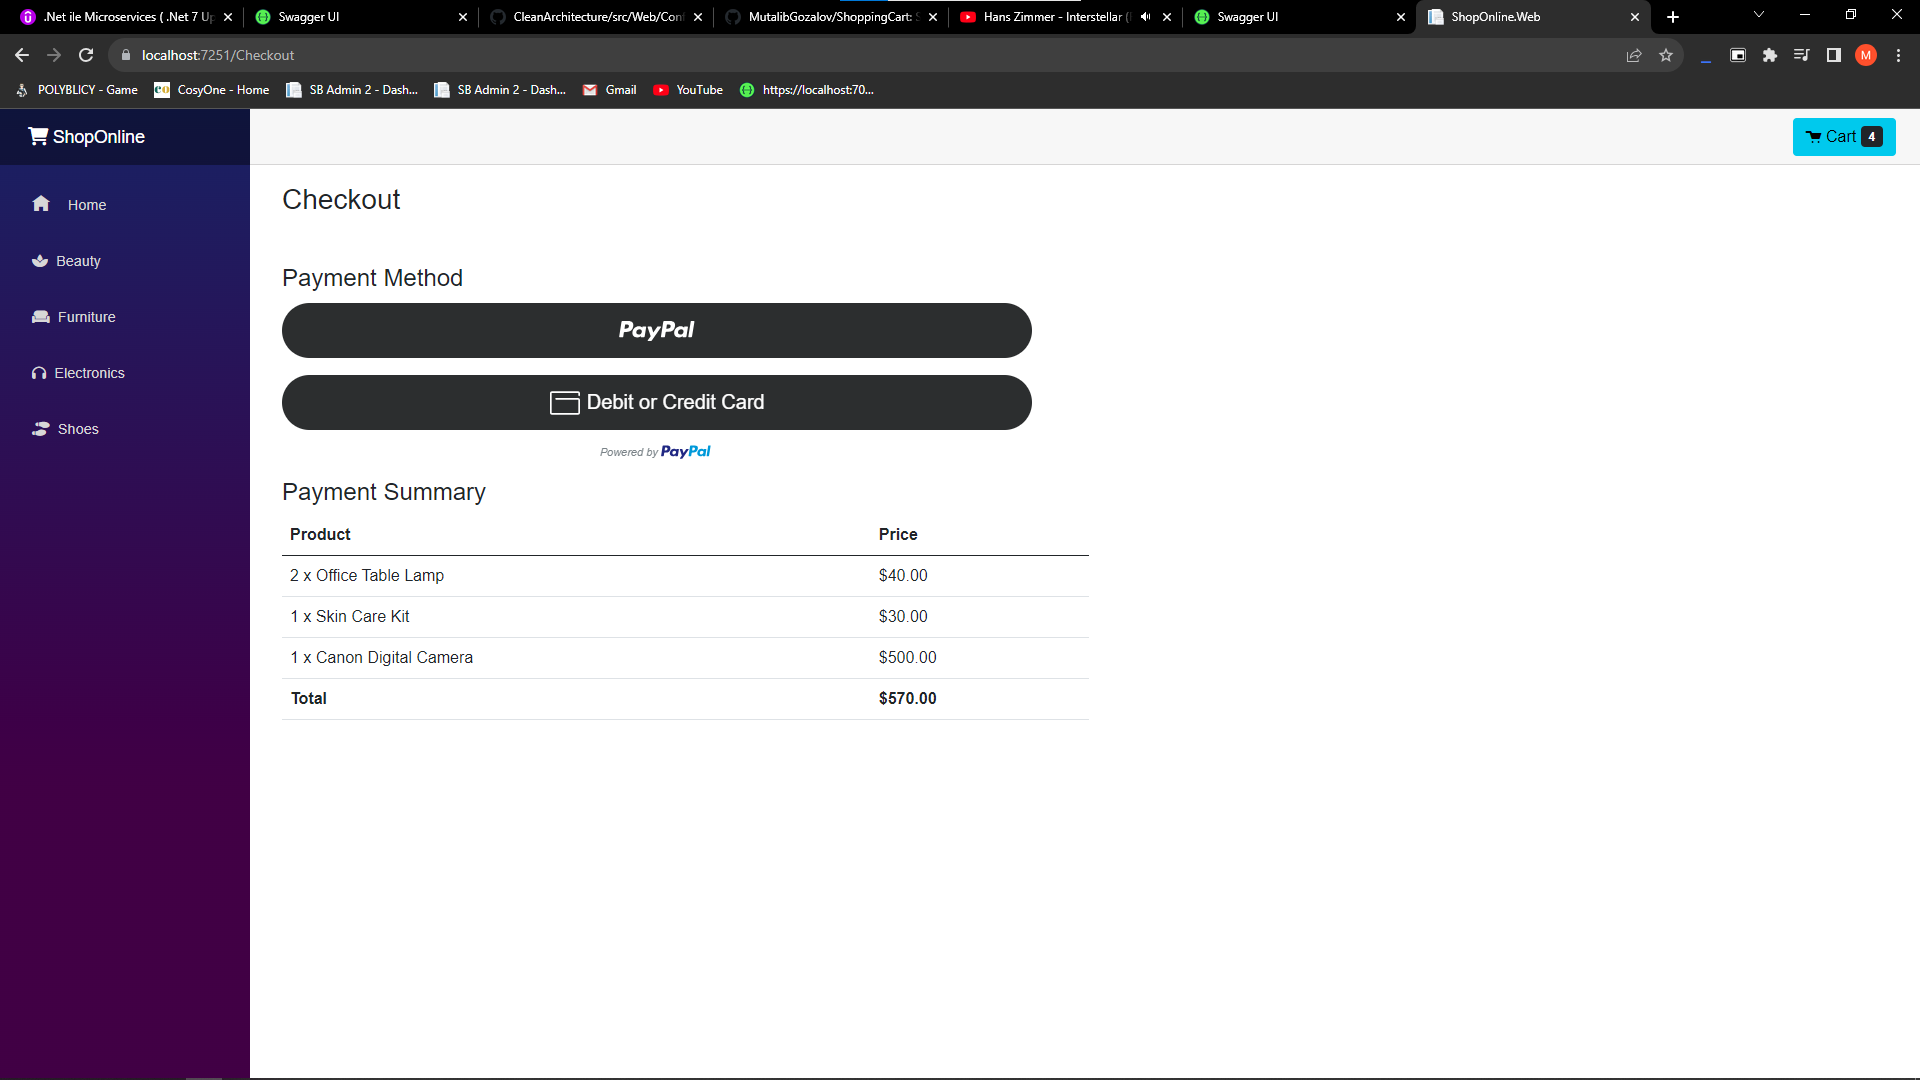 .Net ile Microservices ( .Net 7 Up
Swagger UI
CleanArchitecture/src/Web/Con
MutalibGozalov/ShoppingCart: S
Hans Zimmer - Interstellar (
Swagger UI
ShopOnline.Web
localhost:7251/Checkout
M
POLYBLICY - Game
CosyOne - Home
SB Admin 2 - Dash...
SB Admin 2 - Dash...
Gmail
YouTube
https://localhost:70...
ShopOnline
Cart 4
Home
Beauty
Furniture
Electronics
Shoes
Checkout
Payment Method
PayPal
Debit or Credit Card
Powered by PayPal
Payment Summary
Product Price
2 x Office Table Lamp $40.00
1 x Skin Care Kit $30.00
1 x Canon Digital Camera $500.00
Total $570.00